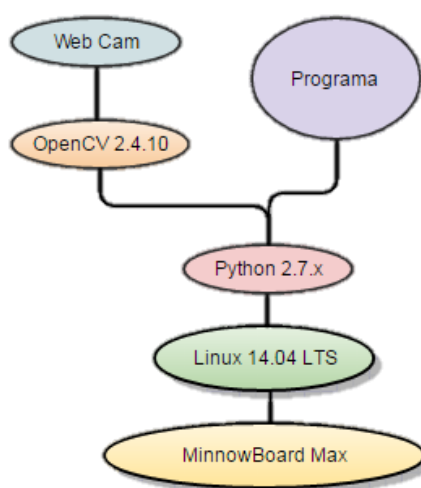 Web Cam
Programa
OpenCV 2.4.10
Python 2.7.x
Linux 14.04 LTS
MinnowBoard Max